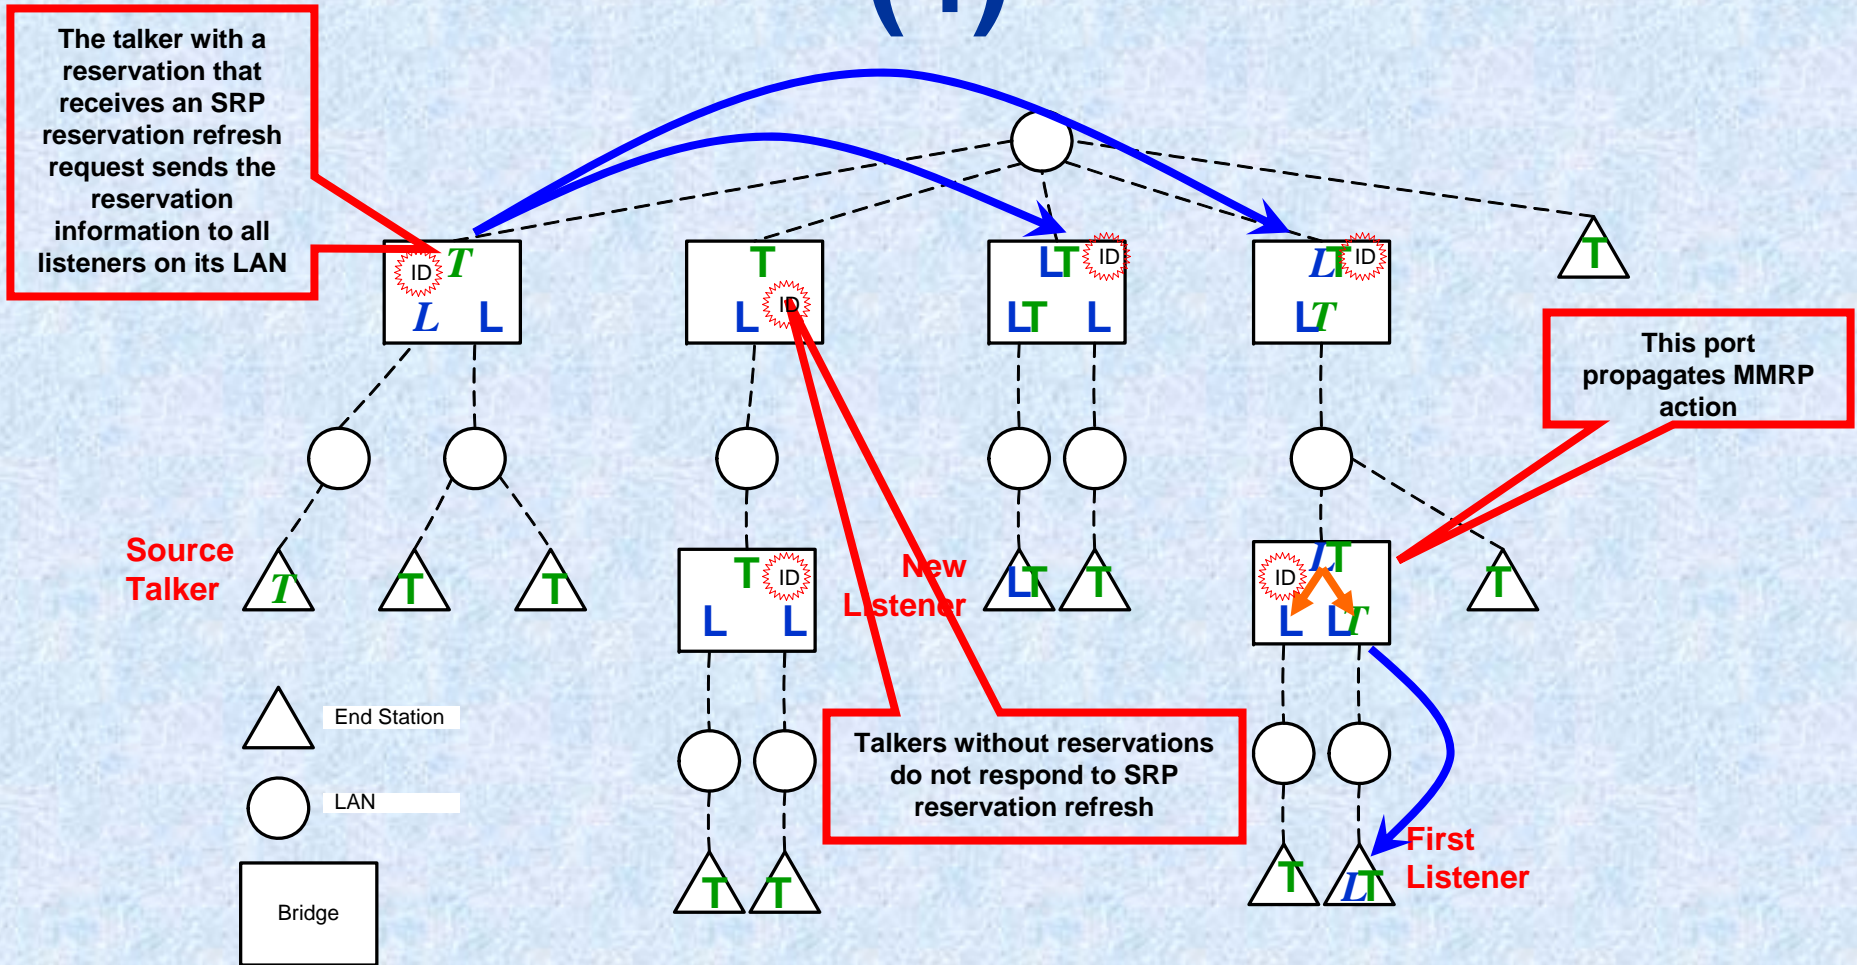 (4)
The talker with a
reservation that
receives an SRP
reservation refresh
request sends the
reservation
information to all
listeners on its LAN
ID T
L L
T
L ID
LT ID
LT L
LT ID
LT
T
This port
propagates MMRP
action
Source
Talker
T
T
T
T ID
L L
New
Listener
LT
T
LT
ID
L LT
T
End Station
LAN
Bridge
Talkers without reservations
do not respond to SRP
reservation refresh
T
T
T
LT
First
Listener